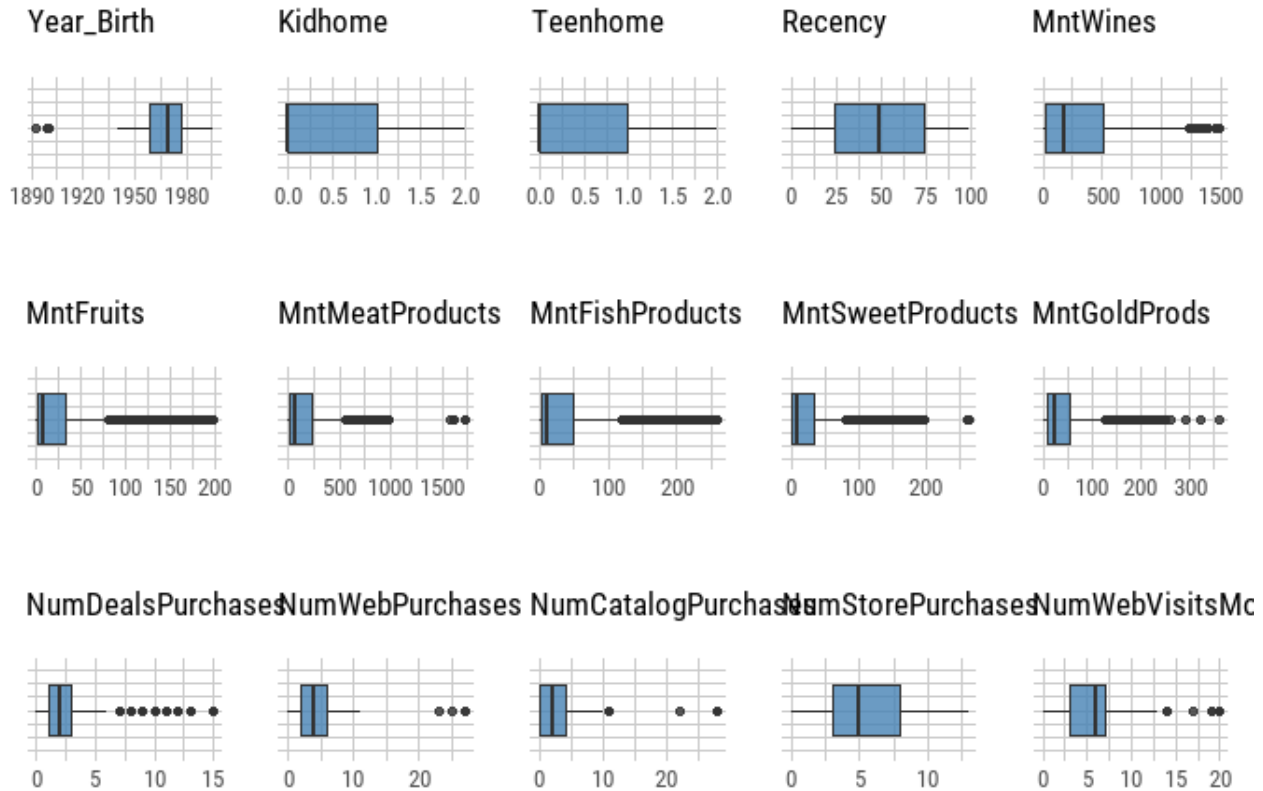 Year_Birth Kidhome Teenhome Recency MntWines
1890 1920 1950 1980 0.0 0.5 1.0 1.5 2.0 0.0 0.5 1.0 1.5 2.0 0 25 50 75 100 0 500 1000 1500
MntFruits MntMeatProducts MntFishProducts MntSweetProducts MntGoldProds
0 50 100 150 200 0 500 1000 1500 0 100 200 0 100 200 0 100 200 300
NumDealsPurchases NumWebPurchases NumCatalogPurchases NumStorePurchases NumWebVisitsMo
0 5 10 15 0 10 20 0 10 20 0 5 10 0 5 10 15 20